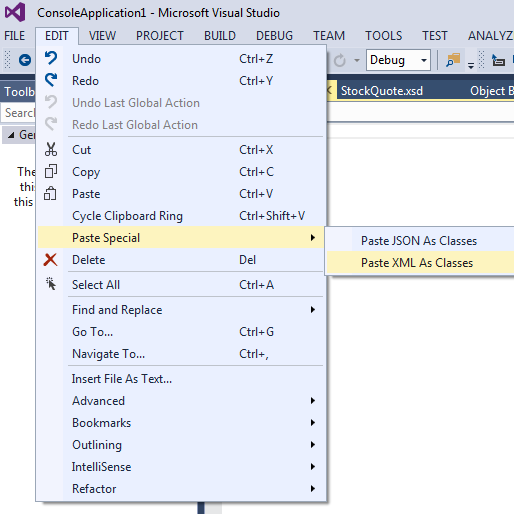 ConsoleApplication1 - Microsoft Visual Studio
FILE EDIT VIEW PROJECT BUILD DEBUG TEAM TOOLS TEST ANALYZ
Debug
Toolb
StockQuote.xsd
Object B
Sear
Ge
The
this
this
Undo Ctrl+Z
Redo Ctrl+Y
Undo Last Global Action
Redo Last Global Action
Cut Ctrl+X
Copy Ctrl+C
Paste Ctrl+V
Cycle Clipboard Ring Ctrl+Shift+V
Paste Special
Paste JSON As Classes
Paste XML As Classes
Delete Del
Select All Ctrl+A
Find and Replace
Go To... Ctrl+G
Navigate To... Ctrl+,
Insert File As Text...
Advanced
Bookmarks
Outlining
IntelliSense
Refactor